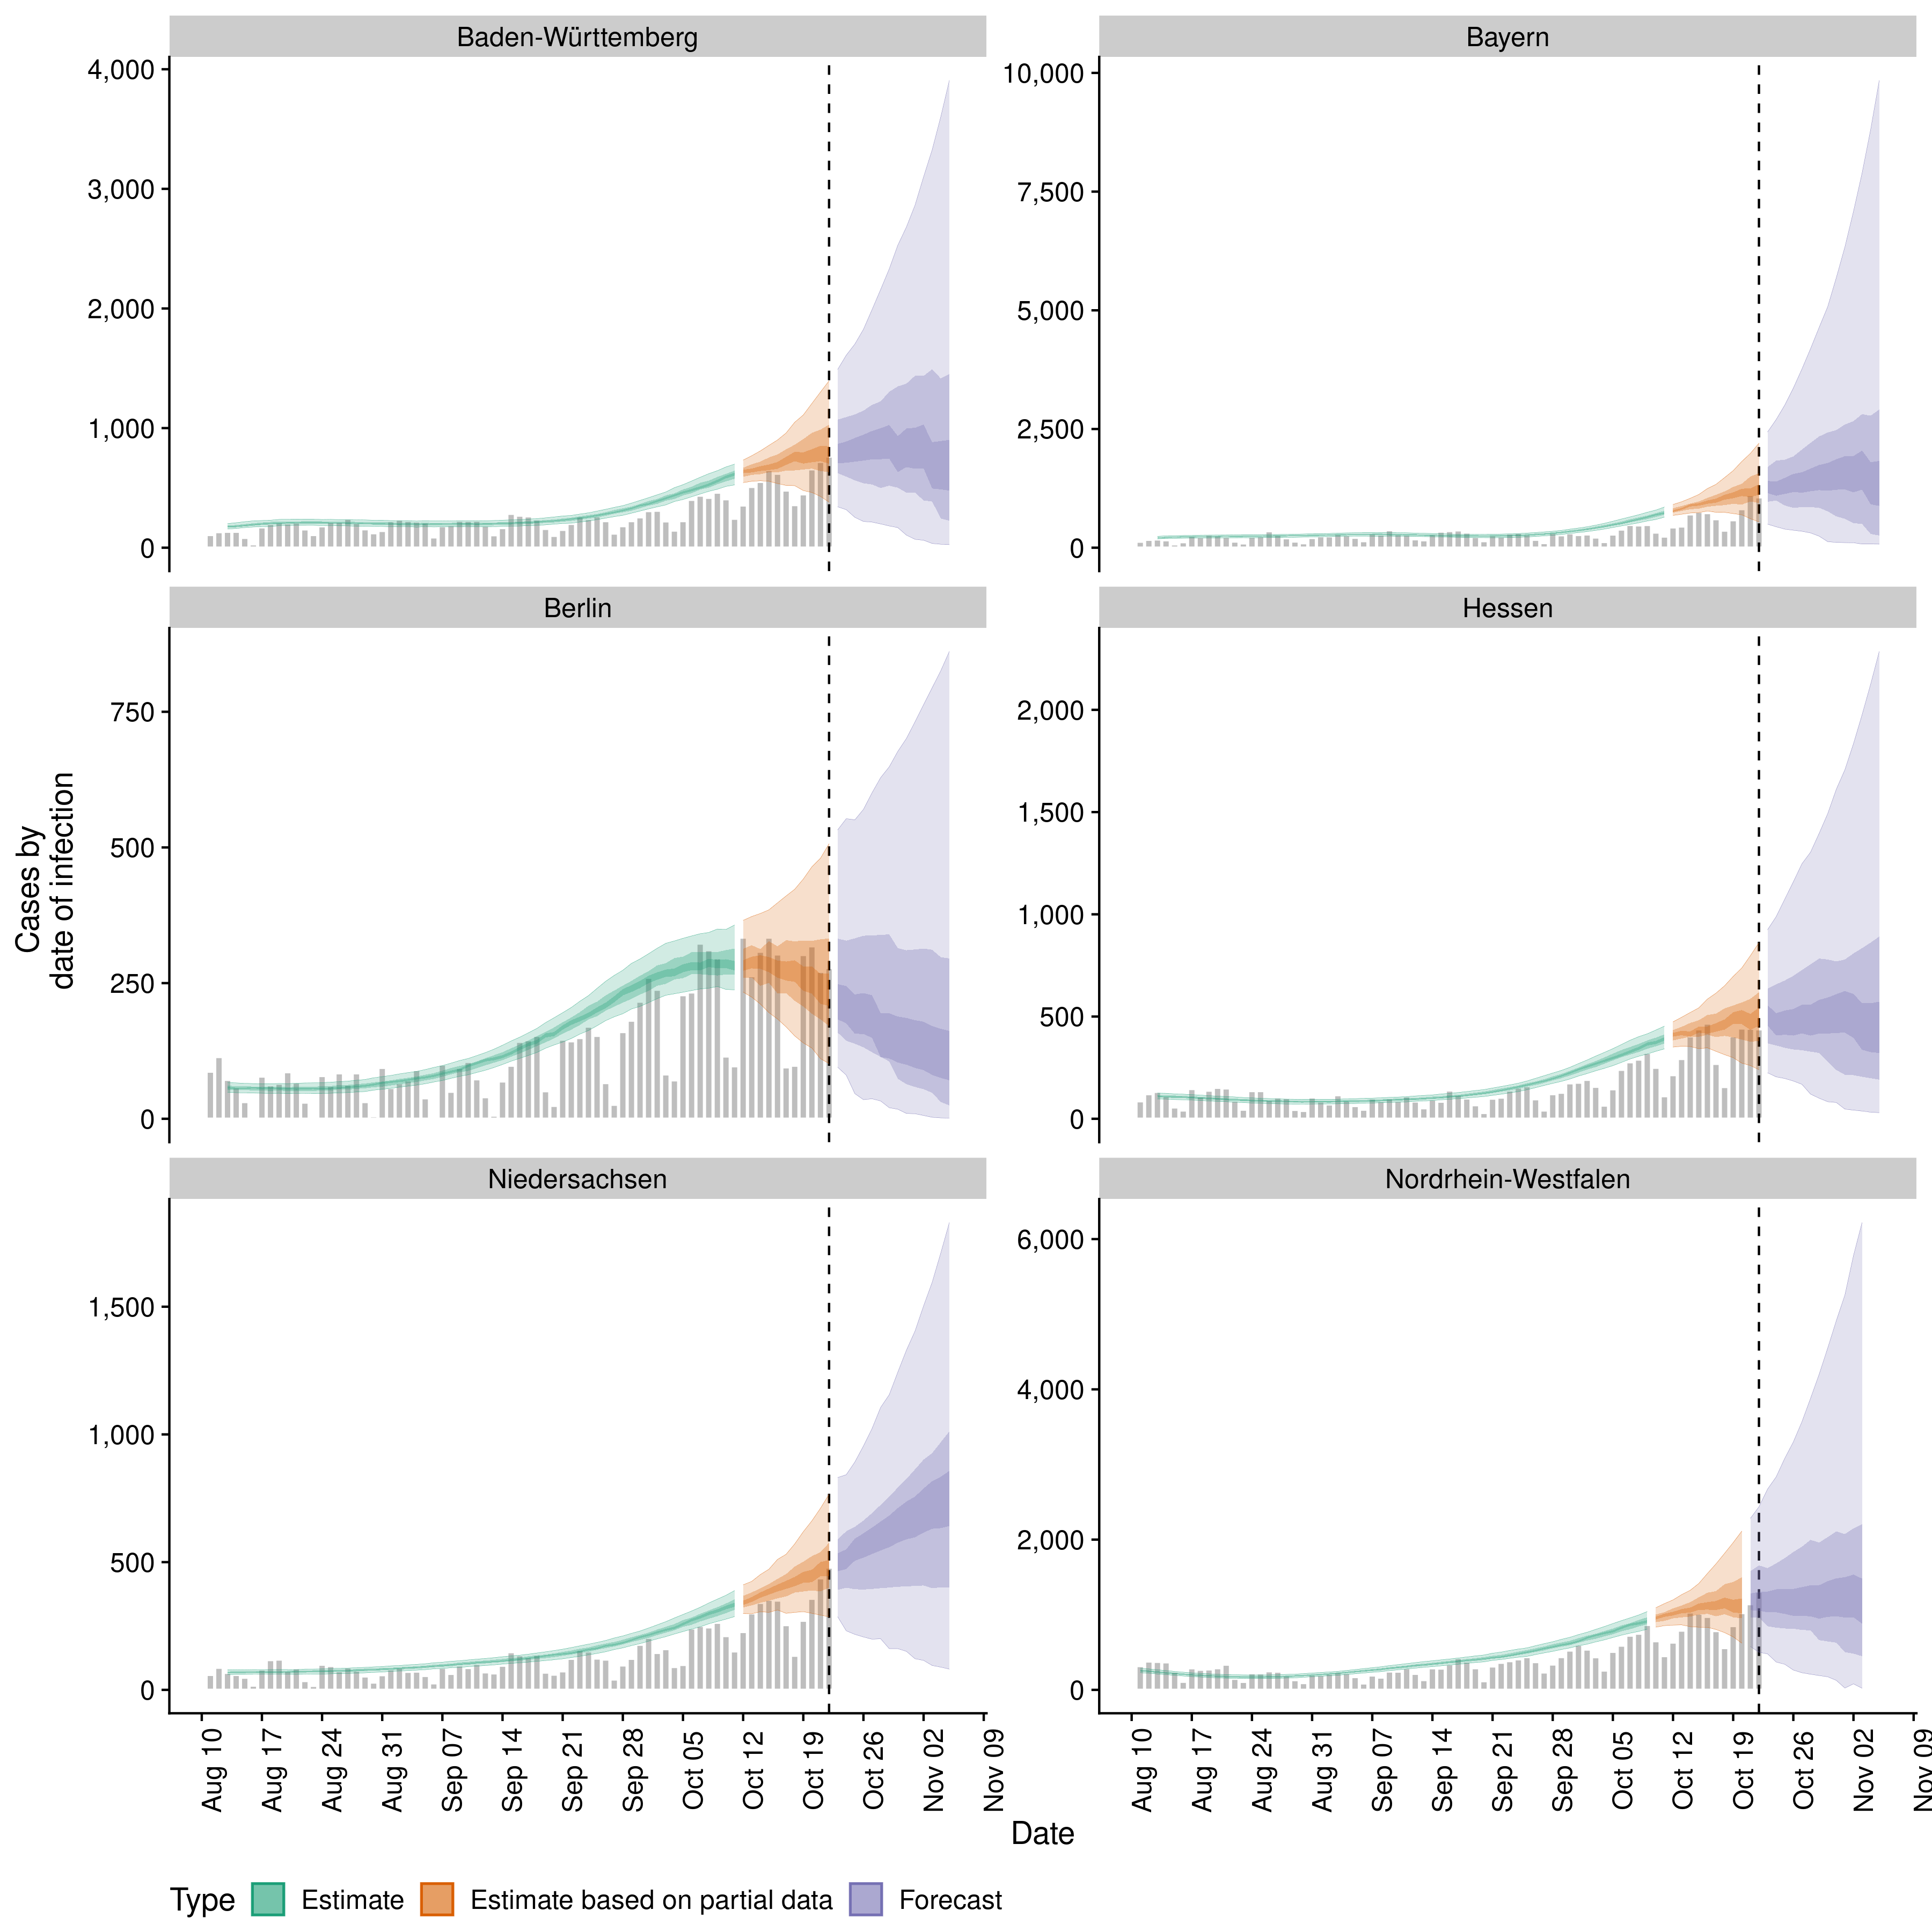 Baden-Württemberg
Bayern
4,000
3,000
2,000
1,000
0
10,000
7,500
5,000
2,500
0
Berlin
Hessen
750
500
250
0
2,000
1,500
1,000
500
0
Niedersachsen
Nordrhein-Westfalen
1,500
1,000
500
0
6,000
4,000
2,000
0
Cases by
date of infection
Aug 10
Aug 17
Aug 24
Aug 31
Sep 07
Sep 14
Sep 21
Sep 28
Oct 05
Oct 12
Oct 19
Oct 26
Nov 02
Nov 09
Aug 10
Aug 17
Aug 24
Aug 31
Sep 07
Sep 14
Sep 21
Sep 28
Oct 05
Oct 12
Oct 19
Oct 26
Nov 02
Nov 09
Date
Type Estimate Estimate based on partial data Forecast